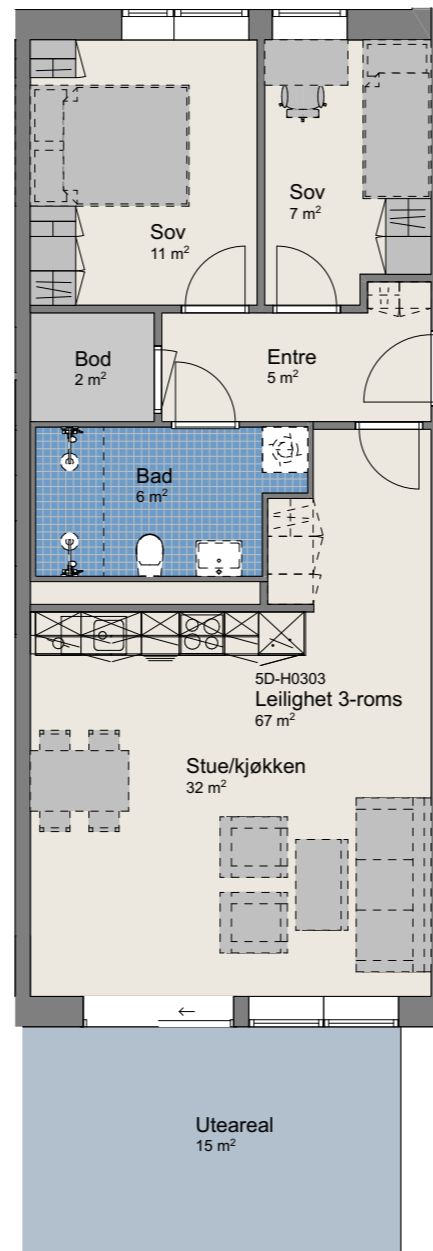 Sov
11 m²
Sov
7 m²
Bod
2 m²
Entre
5 m²
Bad
6 m²
5D-H0303
Leilighet 3-roms
67 m²
Stue/kjøkken
32 m²
Uteareal
15 m²